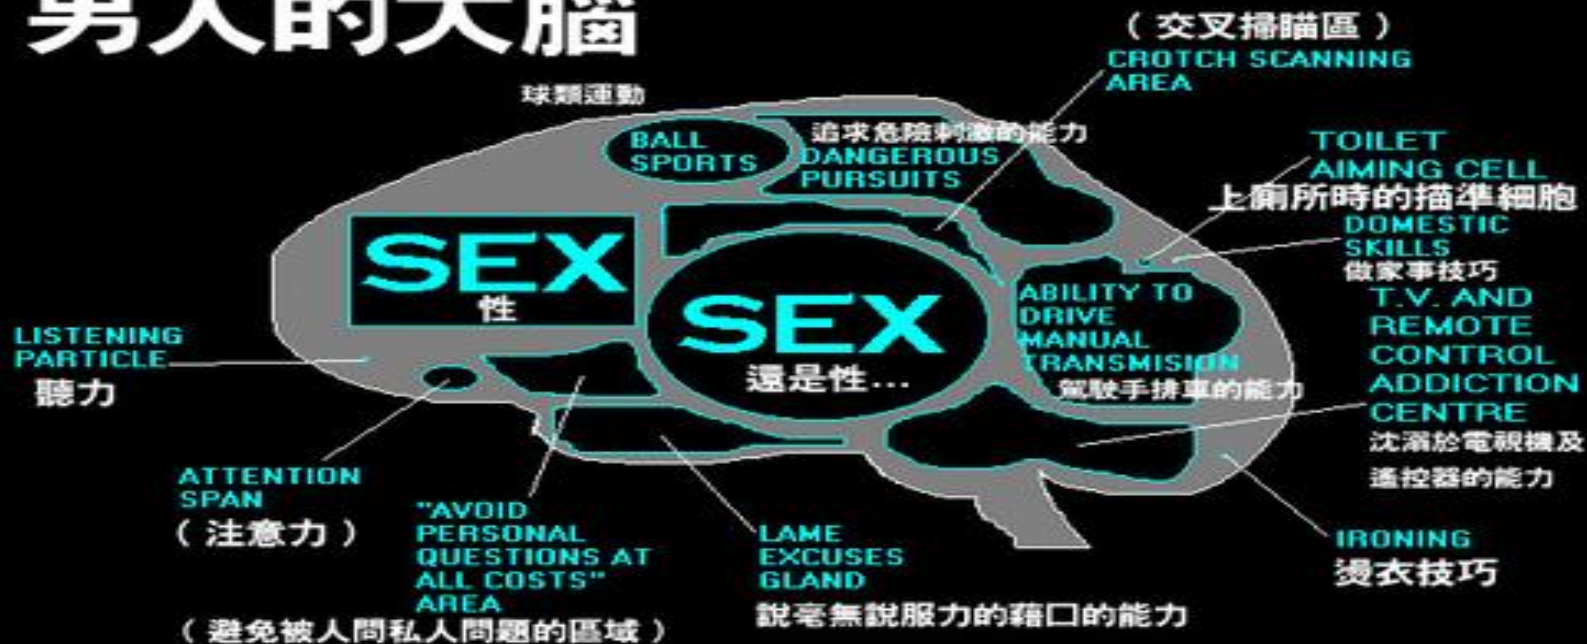 男人的大腦
（交叉掃瞄區）
CROTCH SCANNING
AREA
球類運動
BALL
SPORTS
追求危險刺激的能力
DANGEROUS
PURSUITS
TOILET
AIMING CELL
上廁所時的描準細胞
DOMESTIC
SKILLS
做家事技巧
SEX
性
SEX
還是性...
ABILITY TO
DRIVE
MANUAL
TRANSMISION
駕駛手排車的能力
T.V. AND
REMOTE
CONTROL
ADDICTION
CENTRE
沈溺於電視機及
遙控器的能力
LISTENING
PARTICLE
聽力
ATTENTION
SPAN
（注意力）
"AVOID
PERSONAL
QUESTIONS AT
ALL COSTS"
AREA
（避免被人問私人問題的區域）
LAME
EXCUSES
GLAND
說毫無說服力的藉口的能力
IRONING
燙衣技巧